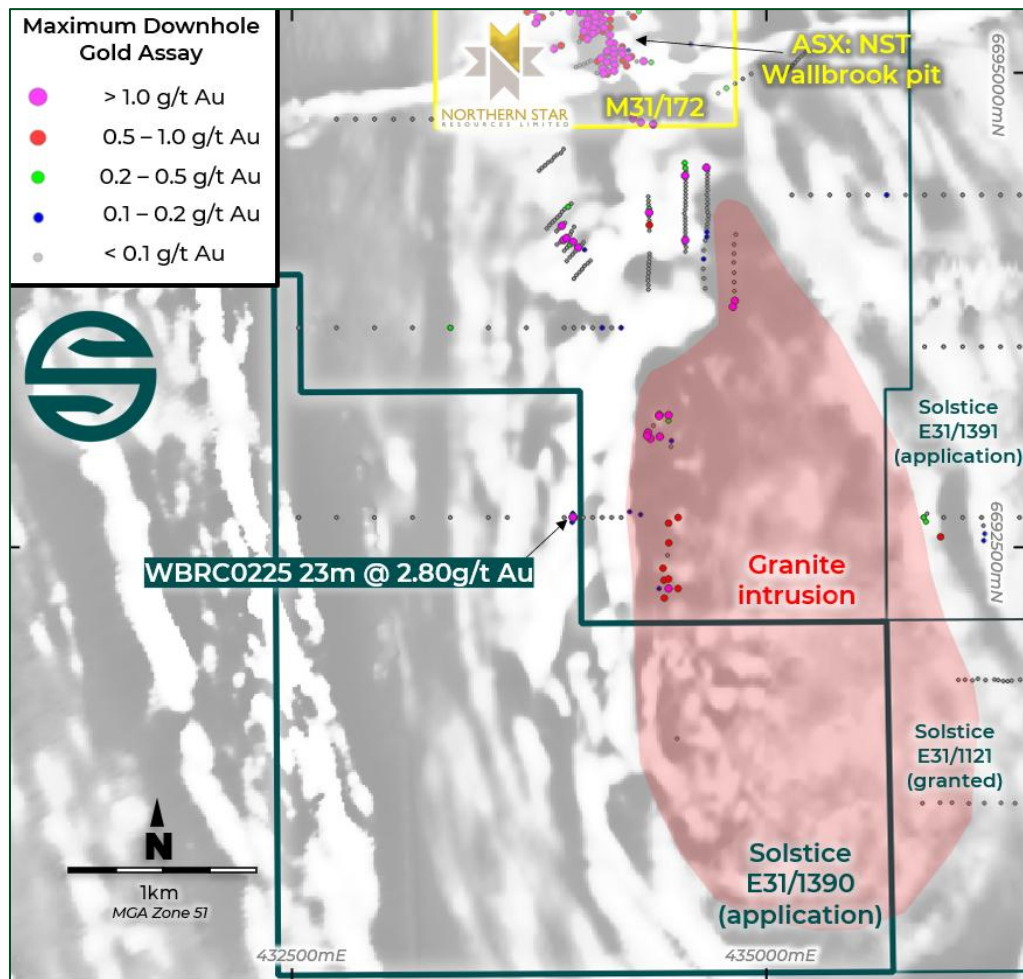 Maximum Downhole
Gold Assay
> 1.0 g/t Au
0.5 – 1.0 g/t Au
0.2 – 0.5 g/t Au
0.1 – 0.2 g/t Au
< 0.1 g/t Au
NORTHERN STAR
RESOURCES LIMITED
ASX: NST
Wallbrook pit
M31/172
6695000mN
Solstice
E31/1391
(application)
WBRC0225 23m @ 2.80g/t Au
Granite
intrusion
6692500mN
Solstice
E31/1121
(granted)
N
1km
MGA Zone 51
Solstice
E31/1390
(application)
432500mE
435000mE